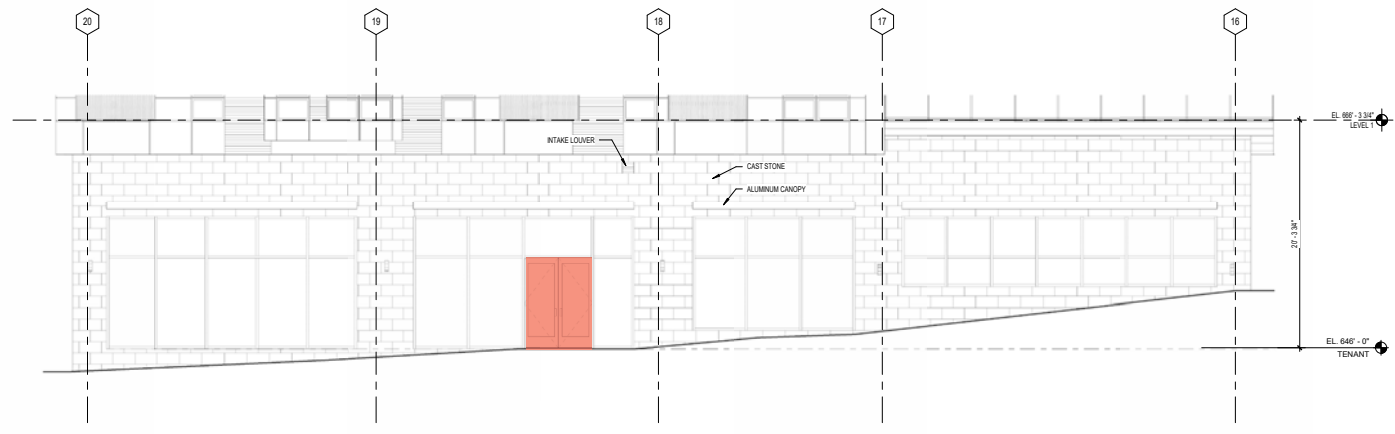 20
19
18
17
16
EL. 666' - 3 3/4"
LEVEL 1
INTAKE LOUVER
CAST STONE
ALUMINUM CANOPY
20' - 3 3/4"
EL. 646' - 0"
TENANT